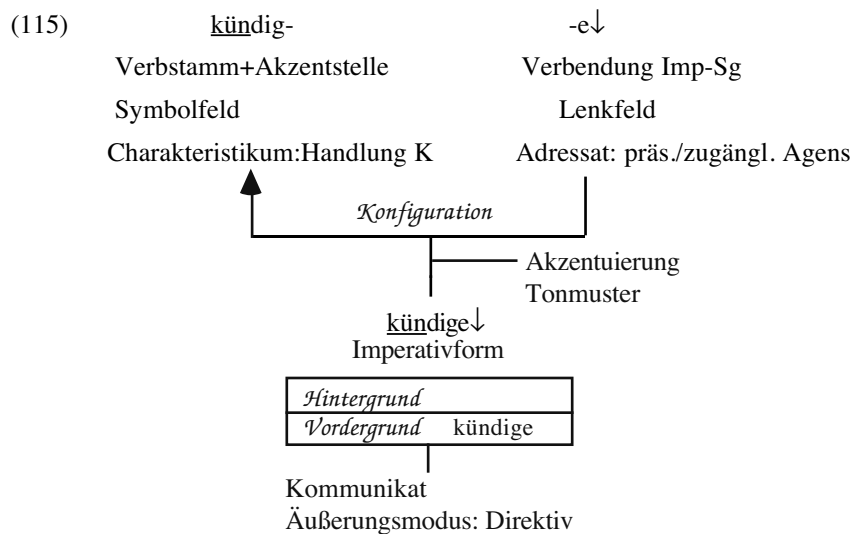 (115) kündig- -e↓
Verbstamm+Akzentstelle Verbendung Imp-Sg
Symbolfeld Lenkfeld
Charakteristikum:Handlung K Adressat: präs./zugängl. Agens
Konfiguration
Akzentuierung
Tonmuster
kündige↓
Imperativform
Hintergrund
Vordergrund kündige
Kommunikat
Äußerungsmodus: Direktiv